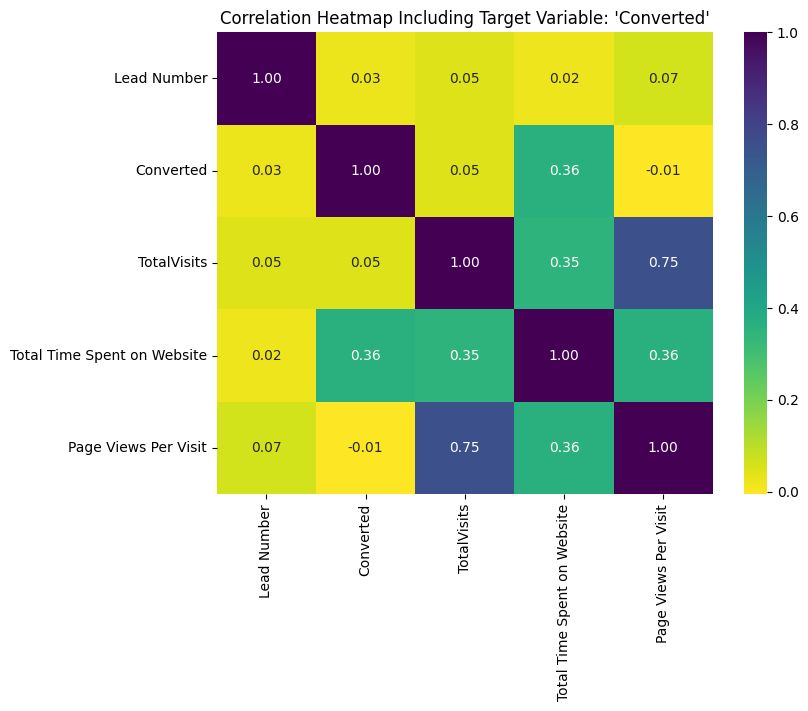 Correlation Heatmap Including Target Variable: 'Converted'
Lead Number 1.00 0.03 0.05 0.02 0.07
Converted 0.03 1.00 0.05 0.36 -0.01
TotalVisits 0.05 0.05 1.00 0.35 0.75
Total Time Spent on Website 0.02 0.36 0.35 1.00 0.36
Page Views Per Visit 0.07 -0.01 0.75 0.36 1.00
Lead Number
Converted
TotalVisits
Total Time Spent on Website
Page Views Per Visit
1.0
0.8
0.6
0.4
0.2
0.0